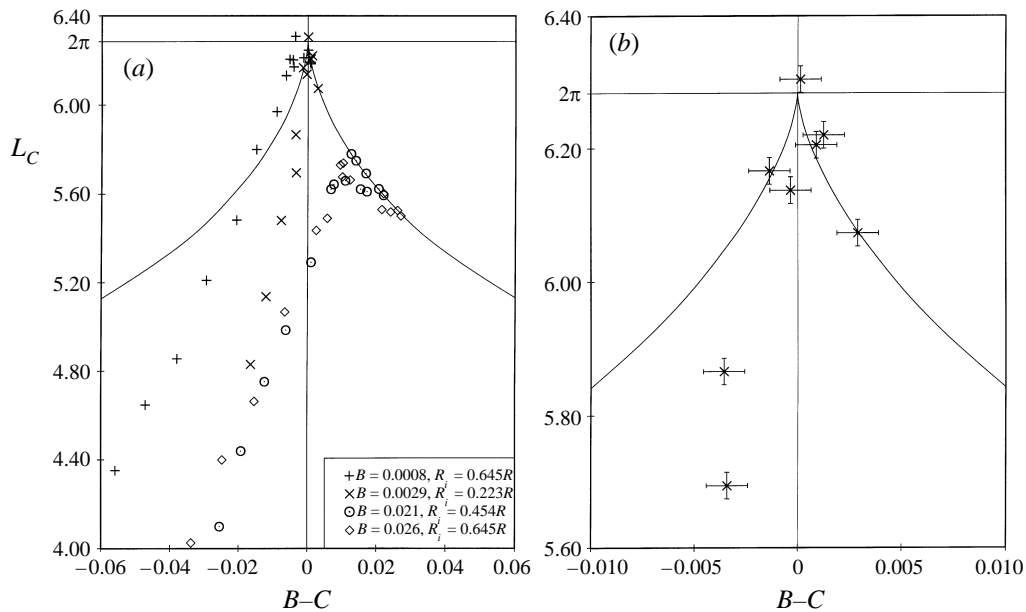 6.40
2π
(a)
6.00
L_C
5.60
5.20
4.80
4.40
4.00
B = 0.0008, R_i = 0.645R
B = 0.0029, R_i = 0.223R
B = 0.021, R_i = 0.454R
B = 0.026, R_i = 0.645R
−0.06 −0.04 −0.02 0 0.02 0.04 0.06
B–C
6.40
(b)
2π
6.20
6.00
5.80
5.60
−0.010 −0.005 0 0.005 0.010
B–C